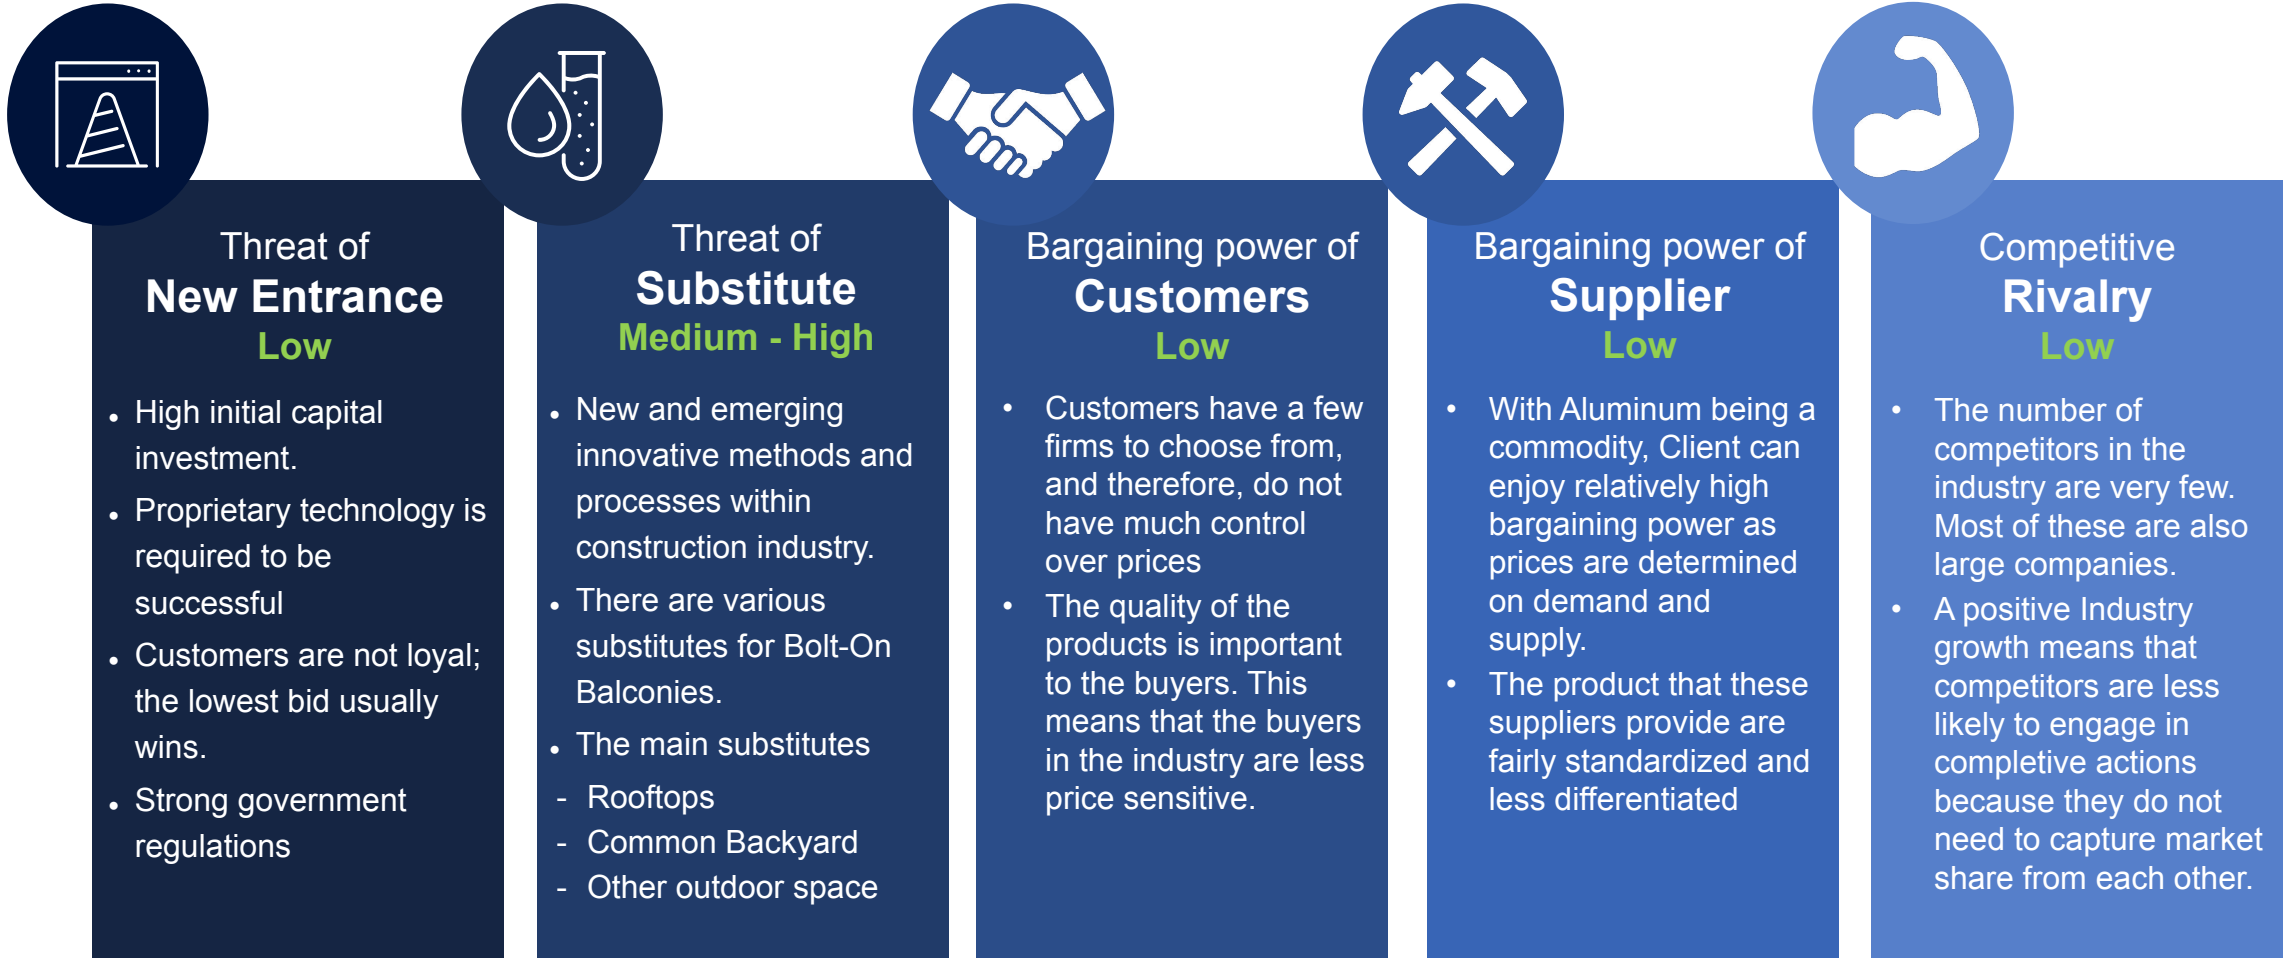 Threat of
New Entrance
Low
• High initial capital
investment.
• Proprietary technology is
required to be
successful
• Customers are not loyal;
the lowest bid usually
wins.
• Strong government
regulations
Threat of
Substitute
Medium - High
• New and emerging
innovative methods and
processes within
construction industry.
• There are various
substitutes for Bolt-On
Balconies.
• The main substitutes
- Rooftops
- Common Backyard
- Other outdoor space
Bargaining power of
Customers
Low
• Customers have a few
firms to choose from,
and therefore, do not
have much control
over prices
• The quality of the
products is important
to the buyers. This
means that the buyers
in the industry are less
price sensitive.
Bargaining power of
Supplier
Low
• With Aluminum being a
commodity, Client can
enjoy relatively high
bargaining power as
prices are determined
on demand and
supply.
• The product that these
suppliers provide are
fairly standardized and
less differentiated
Competitive
Rivalry
Low
• The number of
competitors in the
industry are very few.
Most of these are also
large companies.
• A positive Industry
growth means that
competitors are less
likely to engage in
completive actions
because they do not
need to capture market
share from each other.